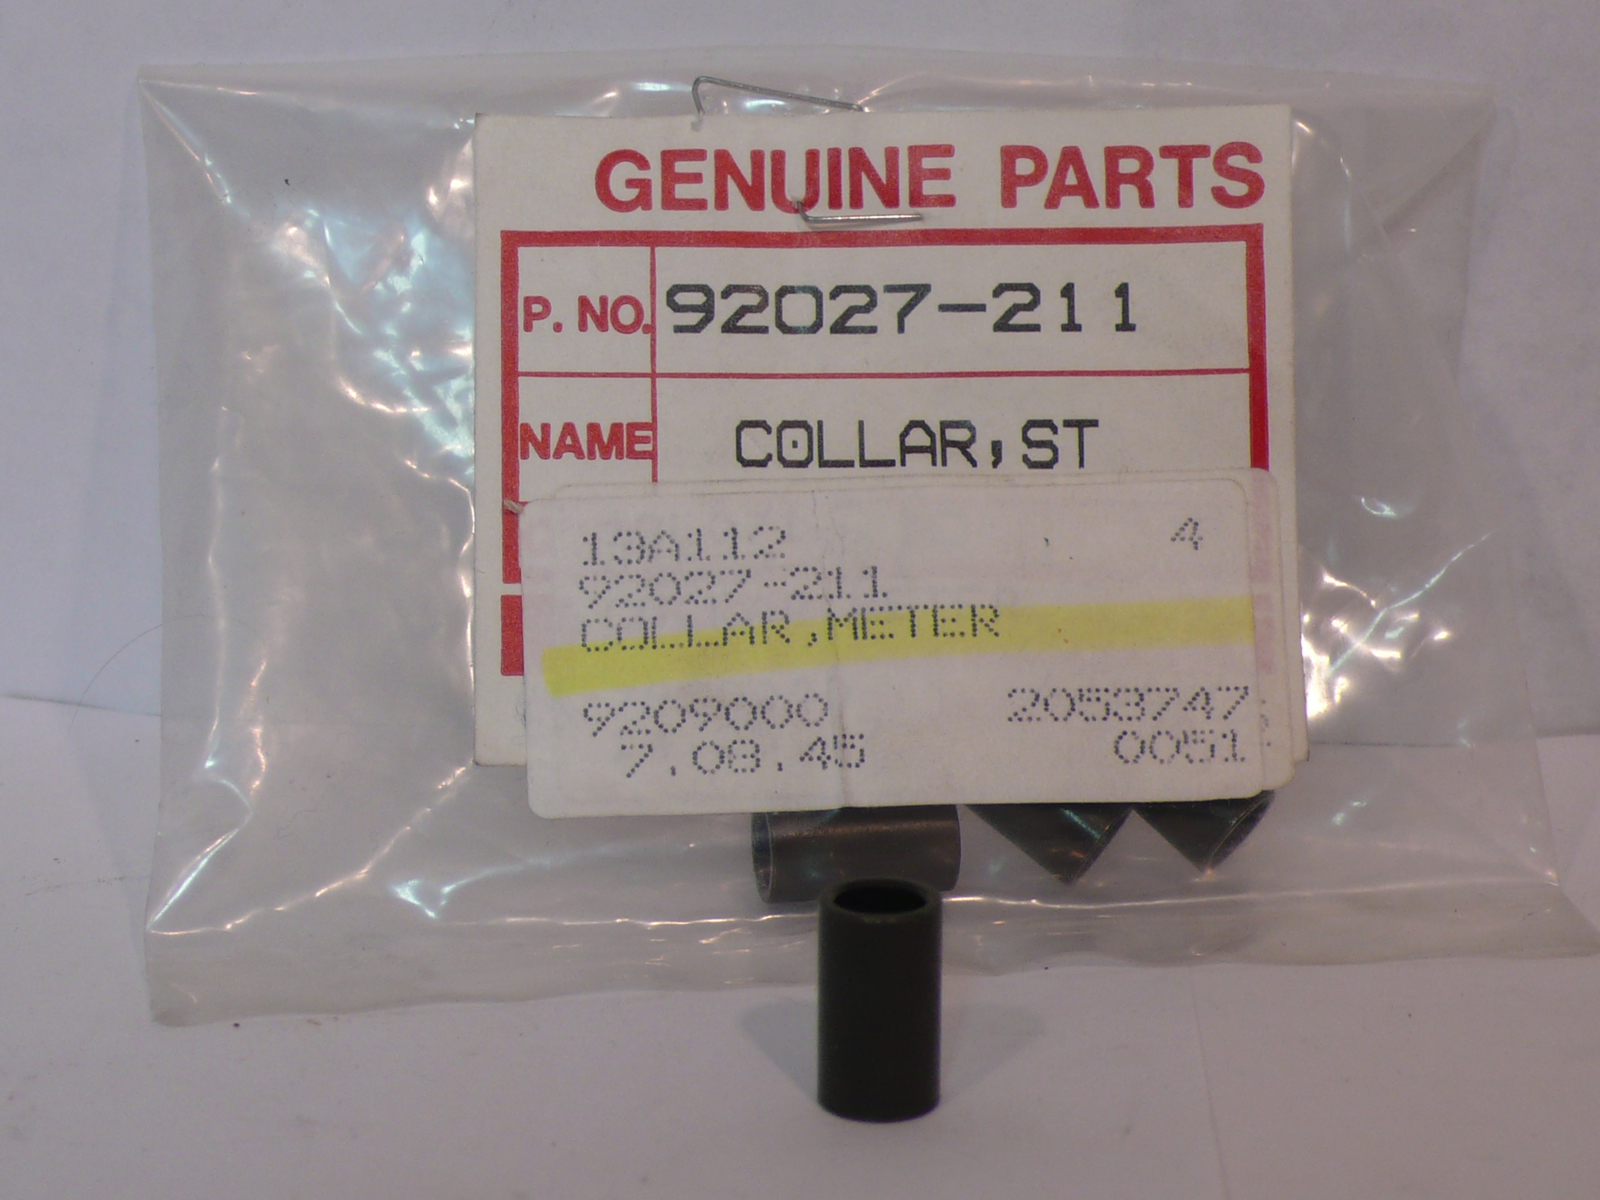 GENUINE PARTS
P. NO. 92027-211
NAME COLLAR,ST
13A112 4
92027-211
COLLAR,METER
9209000 2053747
7.08.45 0051